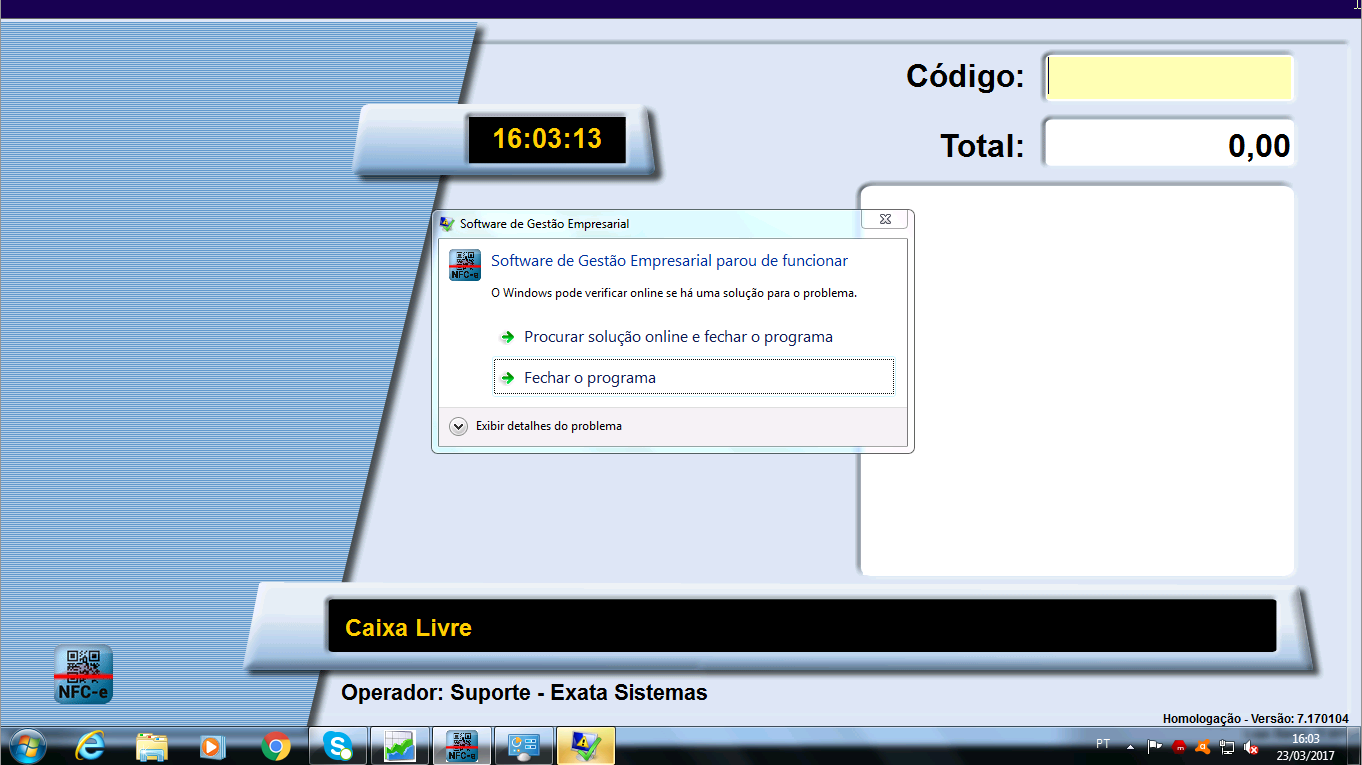 Código:
16:03:13
Total:
0,00
Software de Gestão Empresarial
NFC-e
Software de Gestão Empresarial parou de funcionar
O Windows pode verificar online se há uma solução para o problema.
Procurar solução online e fechar o programa
Fechar o programa
Exibir detalhes do problema
Caixa Livre
NFC-e
Operador: Suporte - Exata Sistemas
Homologação - Versão: 7.170104
NFC-e
PT
16:03
23/03/2017